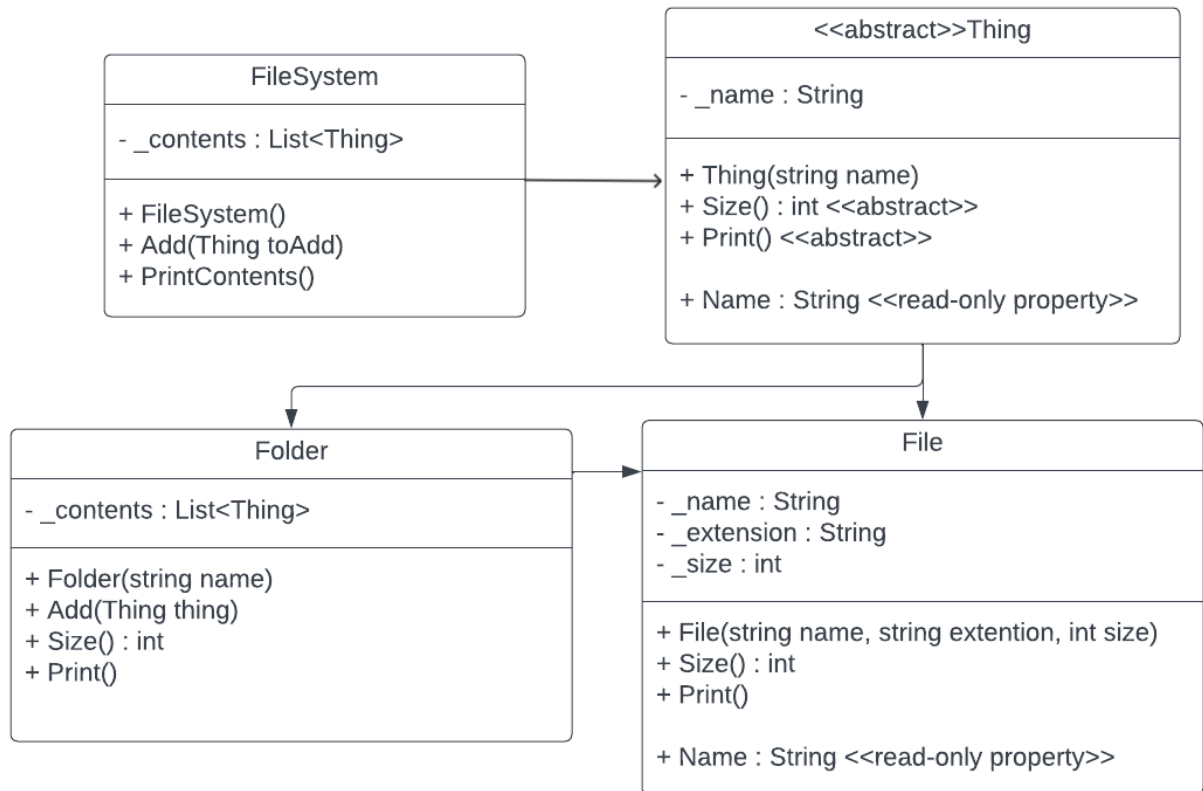 FileSystem
- _contents : List<Thing>
+ FileSystem()
+ Add(Thing toAdd)
+ PrintContents()
<<abstract>>Thing
- _name : String
+ Thing(string name)
+ Size() : int <<abstract>>
+ Print() <<abstract>>
+ Name : String <<read-only property>>
Folder
- _contents : List<Thing>
+ Folder(string name)
+ Add(Thing thing)
+ Size() : int
+ Print()
File
- _name : String
- _extension : String
- _size : int
+ File(string name, string extention, int size)
+ Size() : int
+ Print()
+ Name : String <<read-only property>>